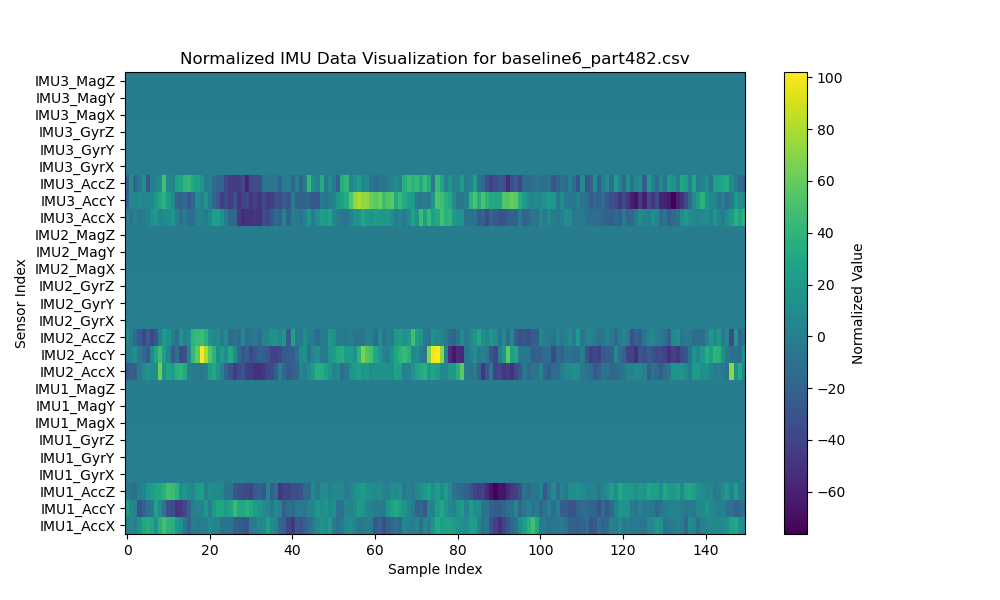 Normalized IMU Data Visualization for baseline6_part482.csv
IMU3_MagZ
IMU3_MagY
IMU3_MagX
IMU3_GyrZ
IMU3_GyrY
IMU3_GyrX
IMU3_AccZ
IMU3_AccY
IMU3_AccX
IMU2_MagZ
IMU2_MagY
IMU2_MagX
IMU2_GyrZ
IMU2_GyrY
IMU2_GyrX
IMU2_AccZ
IMU2_AccY
IMU2_AccX
IMU1_MagZ
IMU1_MagY
IMU1_MagX
IMU1_GyrZ
IMU1_GyrY
IMU1_GyrX
IMU1_AccZ
IMU1_AccY
IMU1_AccX
Sensor Index
0 20 40 60 80 100 120 140
Sample Index
100
80
60
40
20
0
−20
−40
−60
Normalized Value